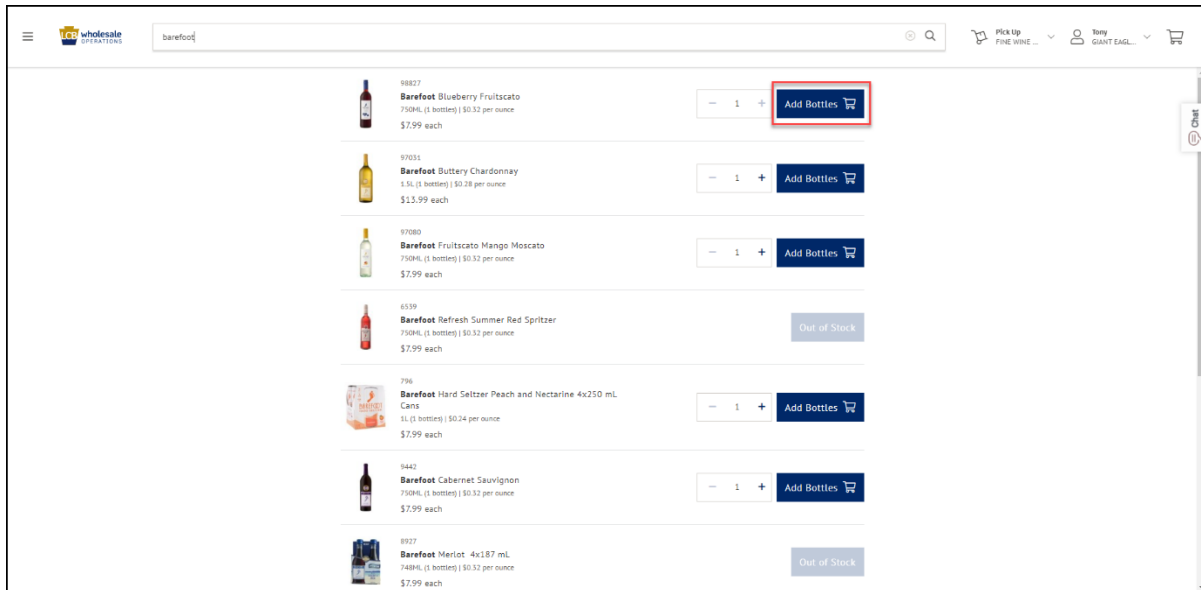 LCB wholesale
OPERATIONS
barefoot
Pick Up
FINE WINE ...
Tony
GIANT EAGL...
Chat
98827
Barefoot Blueberry Fruitscato
750ML (1 bottles) | $0.32 per ounce
$7.99 each
− 1 +
Add Bottles
97031
Barefoot Buttery Chardonnay
1.5L (1 bottles) | $0.28 per ounce
$13.99 each
− 1 +
Add Bottles
97080
Barefoot Fruitscato Mango Moscato
750ML (1 bottles) | $0.32 per ounce
$7.99 each
− 1 +
Add Bottles
6539
Barefoot Refresh Summer Red Spritzer
750ML (1 bottles) | $0.32 per ounce
$7.99 each
Out of Stock
796
Barefoot Hard Seltzer Peach and Nectarine 4x250 mL
Cans
1L (1 bottles) | $0.24 per ounce
$7.99 each
− 1 +
Add Bottles
9442
Barefoot Cabernet Sauvignon
750ML (1 bottles) | $0.32 per ounce
$7.99 each
− 1 +
Add Bottles
8927
Barefoot Merlot 4x187 mL
748ML (1 bottles) | $0.32 per ounce
$7.99 each
Out of Stock